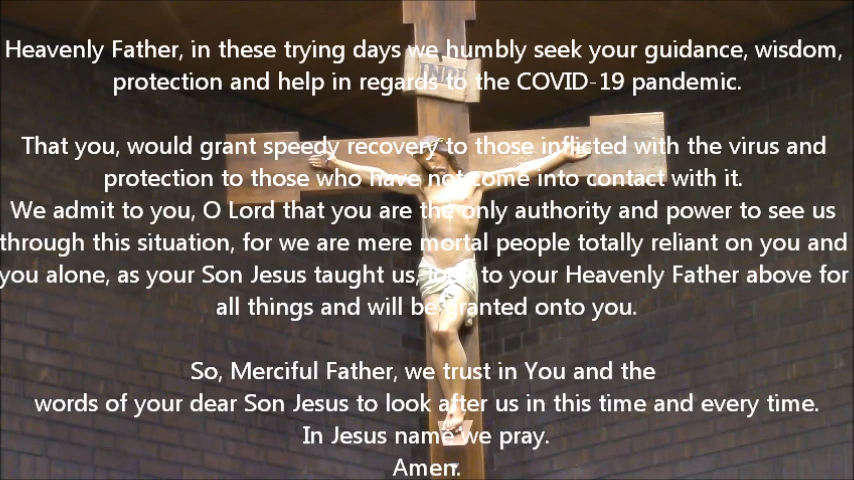 INRI
Heavenly Father, in these trying days we humbly seek your guidance, wisdom,
protection and help in regards to the COVID-19 pandemic.
That you, would grant speedy recovery to those inflicted with the virus and
protection to those who have not come into contact with it.
We admit to you, O Lord that you are the only authority and power to see us
through this situation, for we are mere mortal people totally reliant on you and
you alone, as your Son Jesus taught us, look to your Heavenly Father above for
all things and will be granted onto you.
So, Merciful Father, we trust in You and the
words of your dear Son Jesus to look after us in this time and every time.
In Jesus name we pray.
Amen.